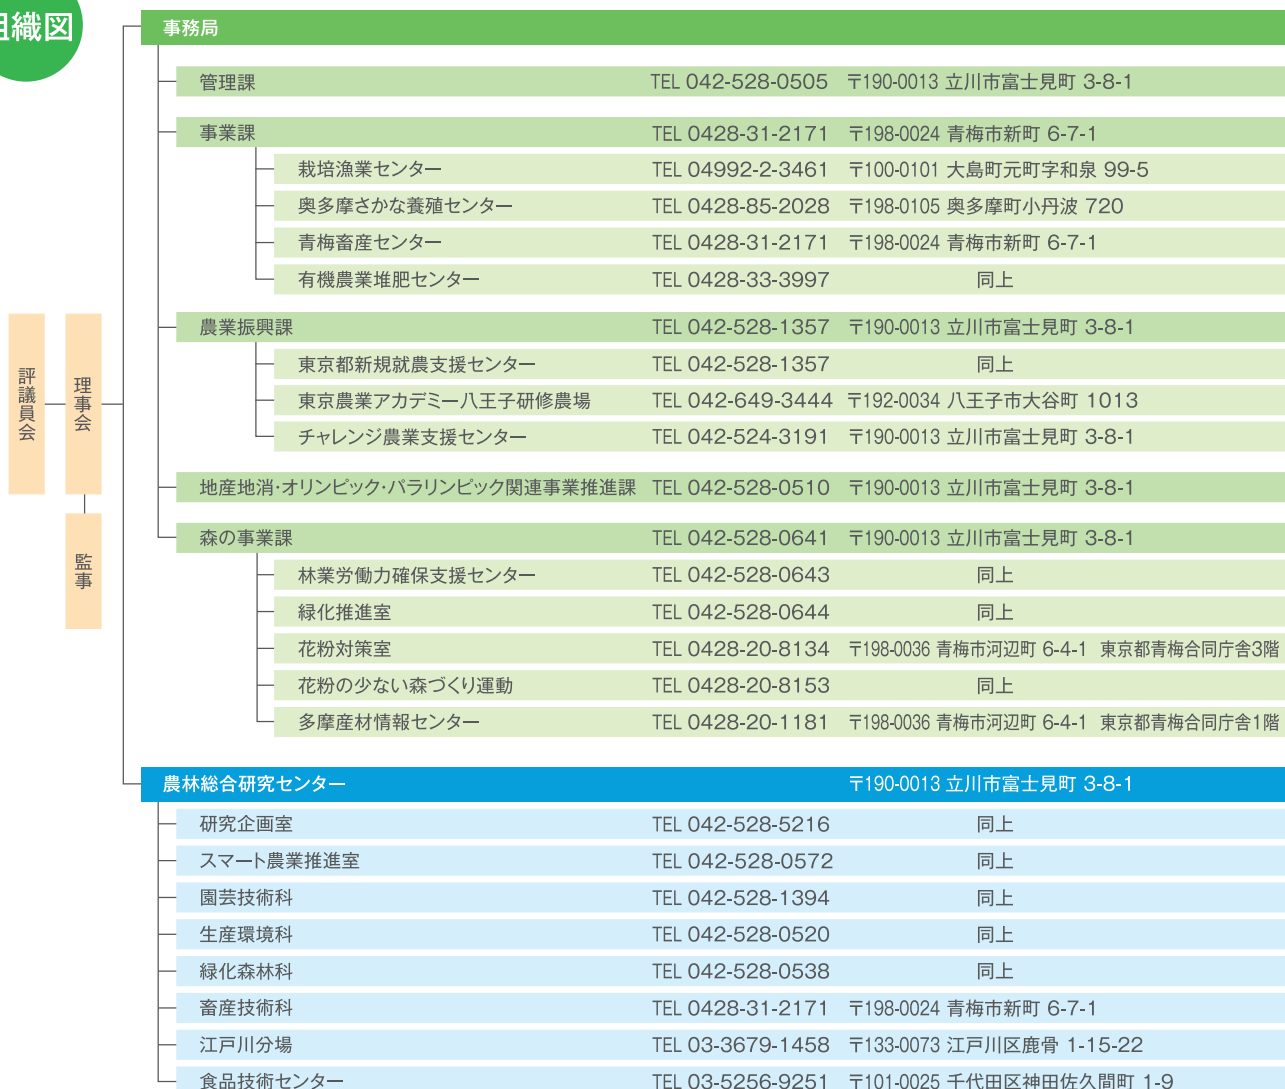 組織図
事務局
管理課 TEL 042-528-0505 〒190-0013 立川市富士見町 3-8-1
事業課 TEL 0428-31-2171 〒198-0024 青梅市新町 6-7-1
栽培漁業センター TEL 04992-2-3461 〒100-0101 大島町元町字和泉 99-5
奥多摩さかな養殖センター TEL 0428-85-2028 〒198-0105 奥多摩町小丹波 720
青梅畜産センター TEL 0428-31-2171 〒198-0024 青梅市新町 6-7-1
有機農業堆肥センター TEL 0428-33-3997 同上
農業振興課 TEL 042-528-1357 〒190-0013 立川市富士見町 3-8-1
東京都新規就農支援センター TEL 042-528-1357 同上
東京農業アカデミー八王子研修農場 TEL 042-649-3444 〒192-0034 八王子市大谷町 1013
チャレンジ農業支援センター TEL 042-524-3191 〒190-0013 立川市富士見町 3-8-1
地産地消・オリンピック・パラリンピック関連事業推進課 TEL 042-528-0510 〒190-0013 立川市富士見町 3-8-1
森の事業課 TEL 042-528-0641 〒190-0013 立川市富士見町 3-8-1
林業労働力確保支援センター TEL 042-528-0643 同上
緑化推進室 TEL 042-528-0644 同上
花粉対策室 TEL 0428-20-8134 〒198-0036 青梅市河辺町 6-4-1 東京都青梅合同庁舎3階
花粉の少ない森づくり運動 TEL 0428-20-8153 同上
多摩産材情報センター TEL 0428-20-1181 〒198-0036 青梅市河辺町 6-4-1 東京都青梅合同庁舎1階
評議員会
理事会
監事
農林総合研究センター 〒190-0013 立川市富士見町 3-8-1
研究企画室 TEL 042-528-5216 同上
スマート農業推進室 TEL 042-528-0572 同上
園芸技術科 TEL 042-528-1394 同上
生産環境科 TEL 042-528-0520 同上
緑化森林科 TEL 042-528-0538 同上
畜産技術科 TEL 0428-31-2171 〒198-0024 青梅市新町 6-7-1
江戸川分場 TEL 03-3679-1458 〒133-0073 江戸川区鹿骨 1-15-22
食品技術センター TEL 03-5256-9251 〒101-0025 千代田区神田佐久間町 1-9